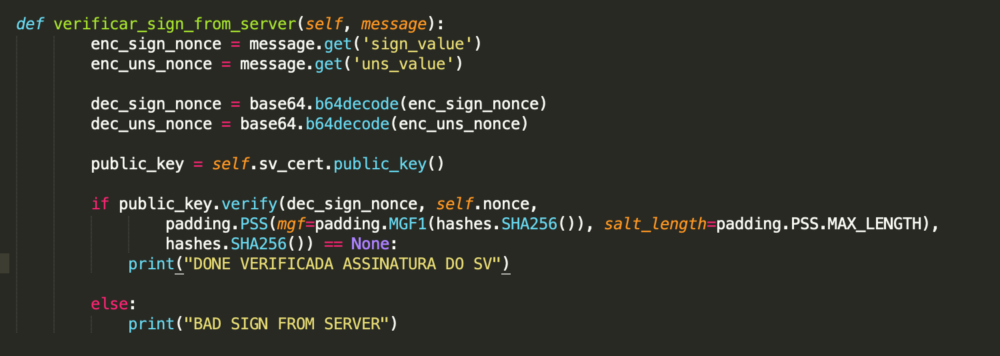 def verificar_sign_from_server(self, message):
enc_sign_nonce = message.get('sign_value')
enc_uns_nonce = message.get('uns_value')
dec_sign_nonce = base64.b64decode(enc_sign_nonce)
dec_uns_nonce = base64.b64decode(enc_uns_nonce)
public_key = self.sv_cert.public_key()
if public_key.verify(dec_sign_nonce, self.nonce,
padding.PSS(mgf=padding.MGF1(hashes.SHA256()), salt_length=padding.PSS.MAX_LENGTH),
hashes.SHA256()) == None:
print("DONE VERIFICADA ASSINATURA DO SV")
else:
print("BAD SIGN FROM SERVER")